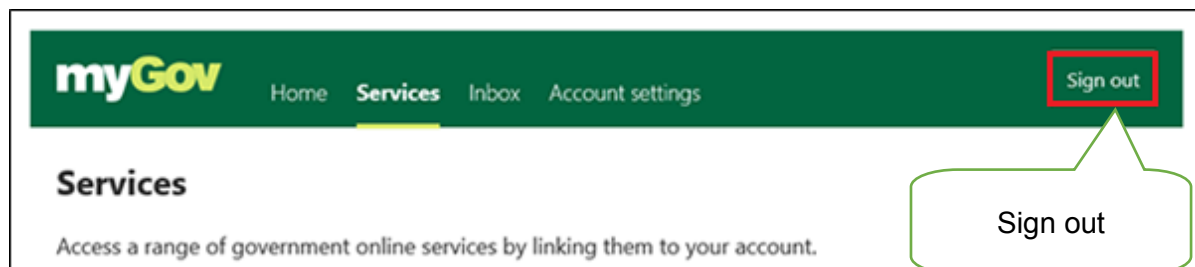 myGov Home Services Inbox Account settings Sign out
Services
Access a range of government online services by linking them to your account.
Sign out